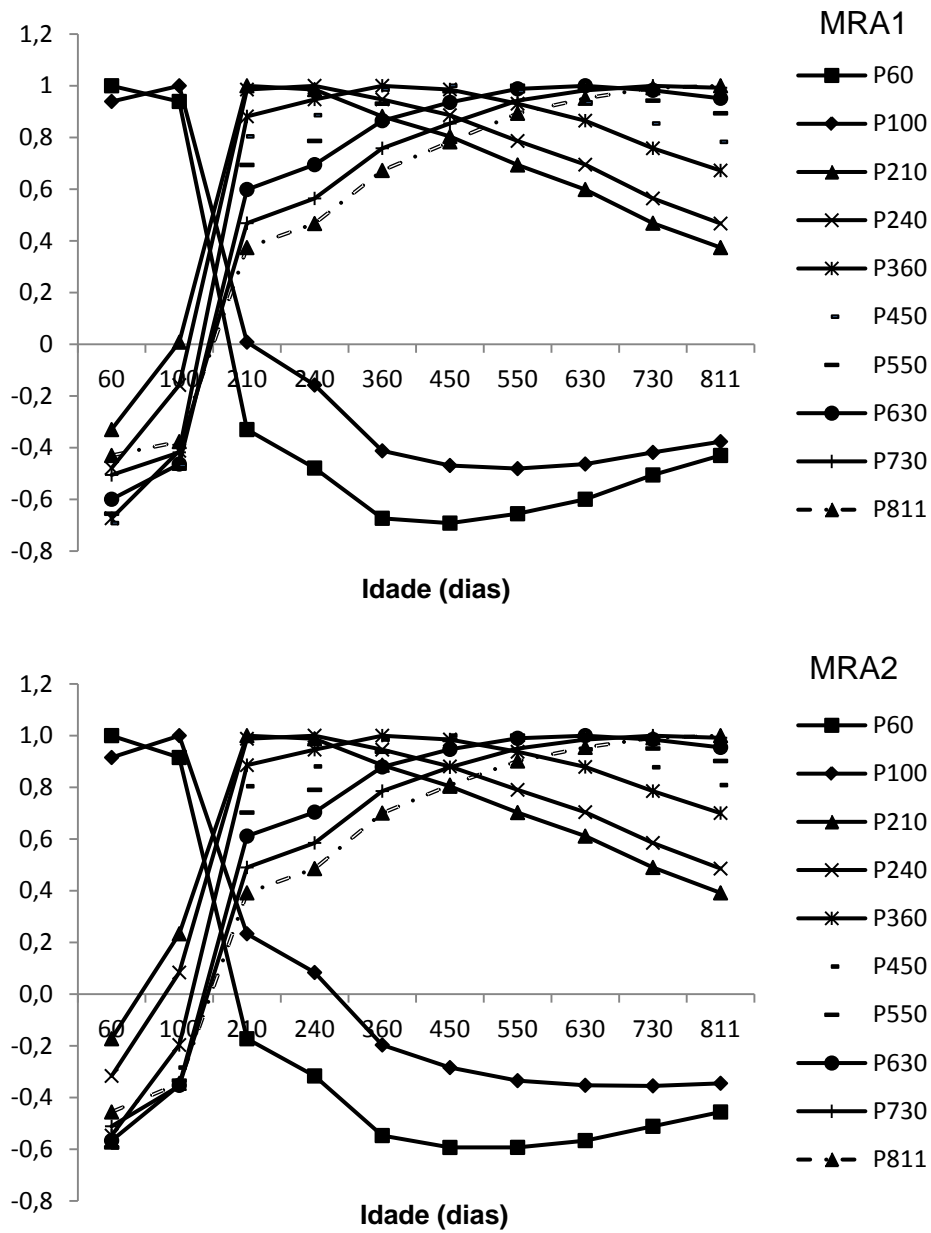 MRA1
1,2
1
0,8
0,6
0,4
0,2
0
-0,2
-0,4
-0,6
-0,8
60 100 210 240 360 450 550 630 730 811
Idade (dias)
P60
P100
P210
P240
P360
P450
P550
P630
P730
P811
MRA2
1,2
1,0
0,8
0,6
0,4
0,2
0,0
-0,2
-0,4
-0,6
-0,8
60 100 210 240 360 450 550 630 730 811
Idade (dias)
P60
P100
P210
P240
P360
P450
P550
P630
P730
P811